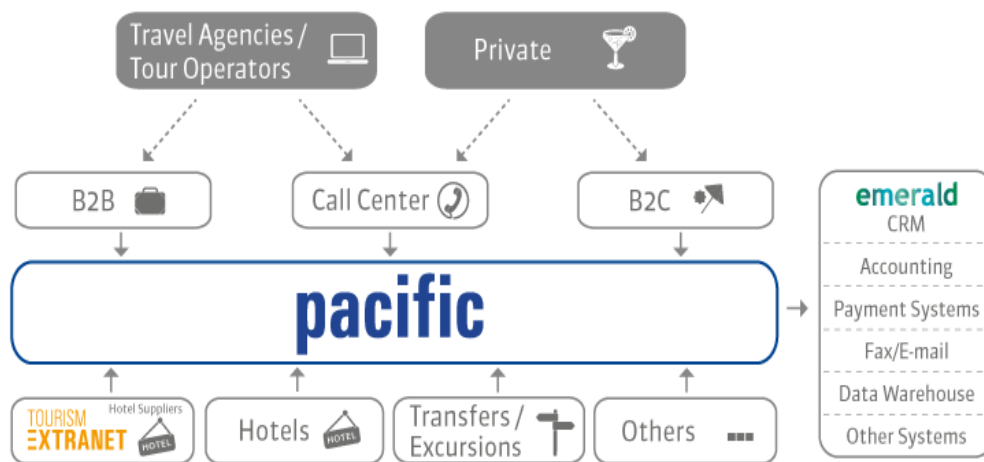 Travel Agencies /
Tour Operators
Private
B2B
Call Center
B2C
pacific
Hotel Suppliers
TOURISM
EXTRANET
HOTEL
Hotels
HOTEL
Transfers /
Excursions
Others
emerald
CRM
Accounting
Payment Systems
Fax/E-mail
Data Warehouse
Other Systems